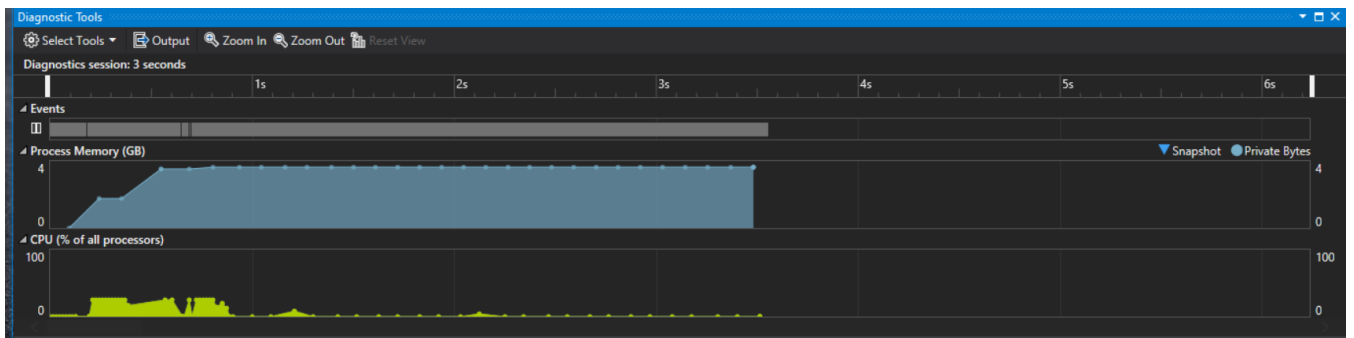 Diagnostic Tools
Select Tools Output Zoom In Zoom Out Reset View
Diagnostics session: 3 seconds
1s 2s 3s 4s 5s 6s
Events
Process Memory (GB) Snapshot Private Bytes
4 4
0 0
CPU (% of all processors)
100 100
0 0